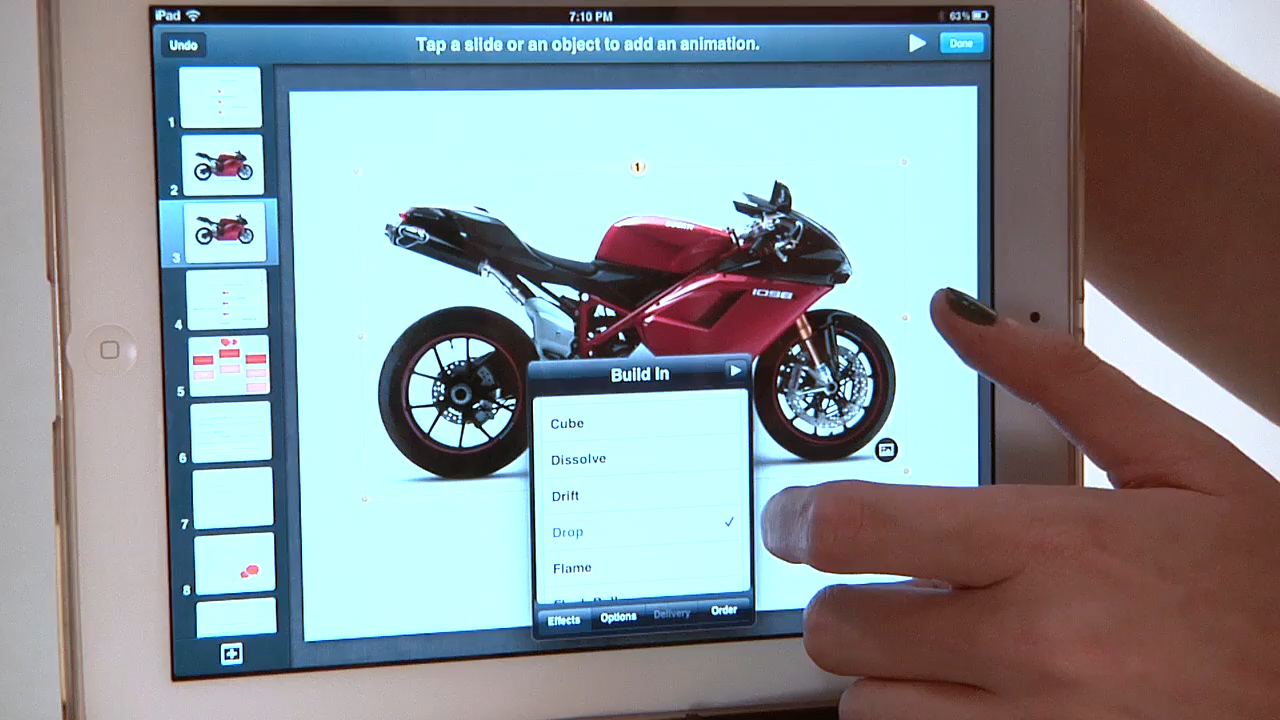 iPad 7:10 PM 63%
Undo Tap a slide or an object to add an animation. Done
1
2
3
4
5
6
7
8
1
1098
Build In
Cube
Dissolve
Drift
Drop
Flame
Effects Options Delivery Order